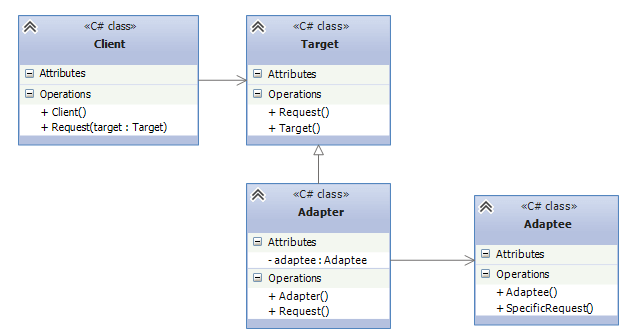 «C# class»
Client
Attributes
Operations
+ Client()
+ Request(target : Target)
«C# class»
Target
Attributes
Operations
+ Request()
+ Target()
«C# class»
Adapter
Attributes
- adaptee : Adaptee
Operations
+ Adapter()
+ Request()
«C# class»
Adaptee
Attributes
Operations
+ Adaptee()
+ SpecificRequest()